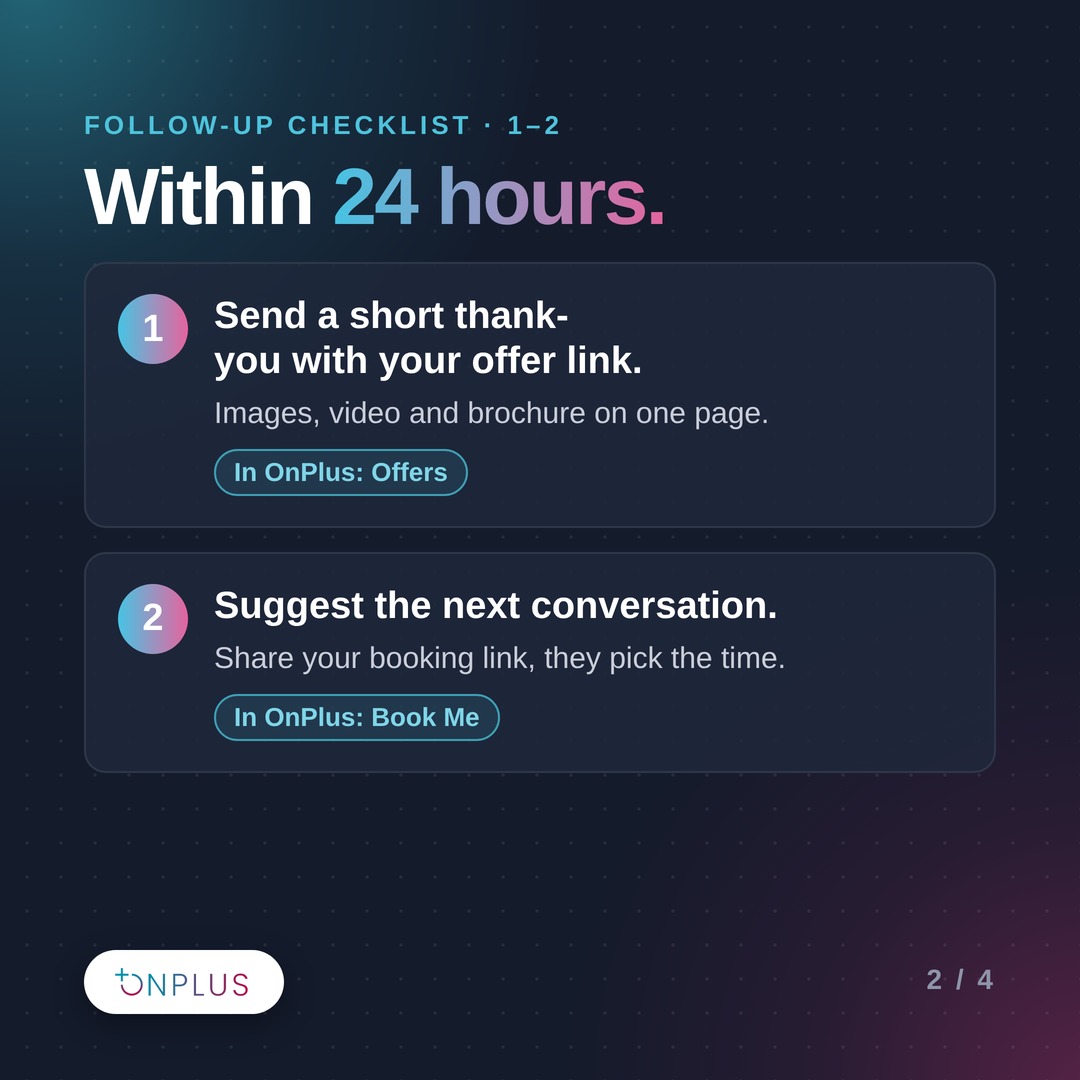 FOLLOW-UP CHECKLIST · 1–2
Within 24 hours.
1
Send a short thank-
you with your offer link.
Images, video and brochure on one page.
In OnPlus: Offers
2
Suggest the next conversation.
Share your booking link, they pick the time.
In OnPlus: Book Me
ONPLUS
2 / 4